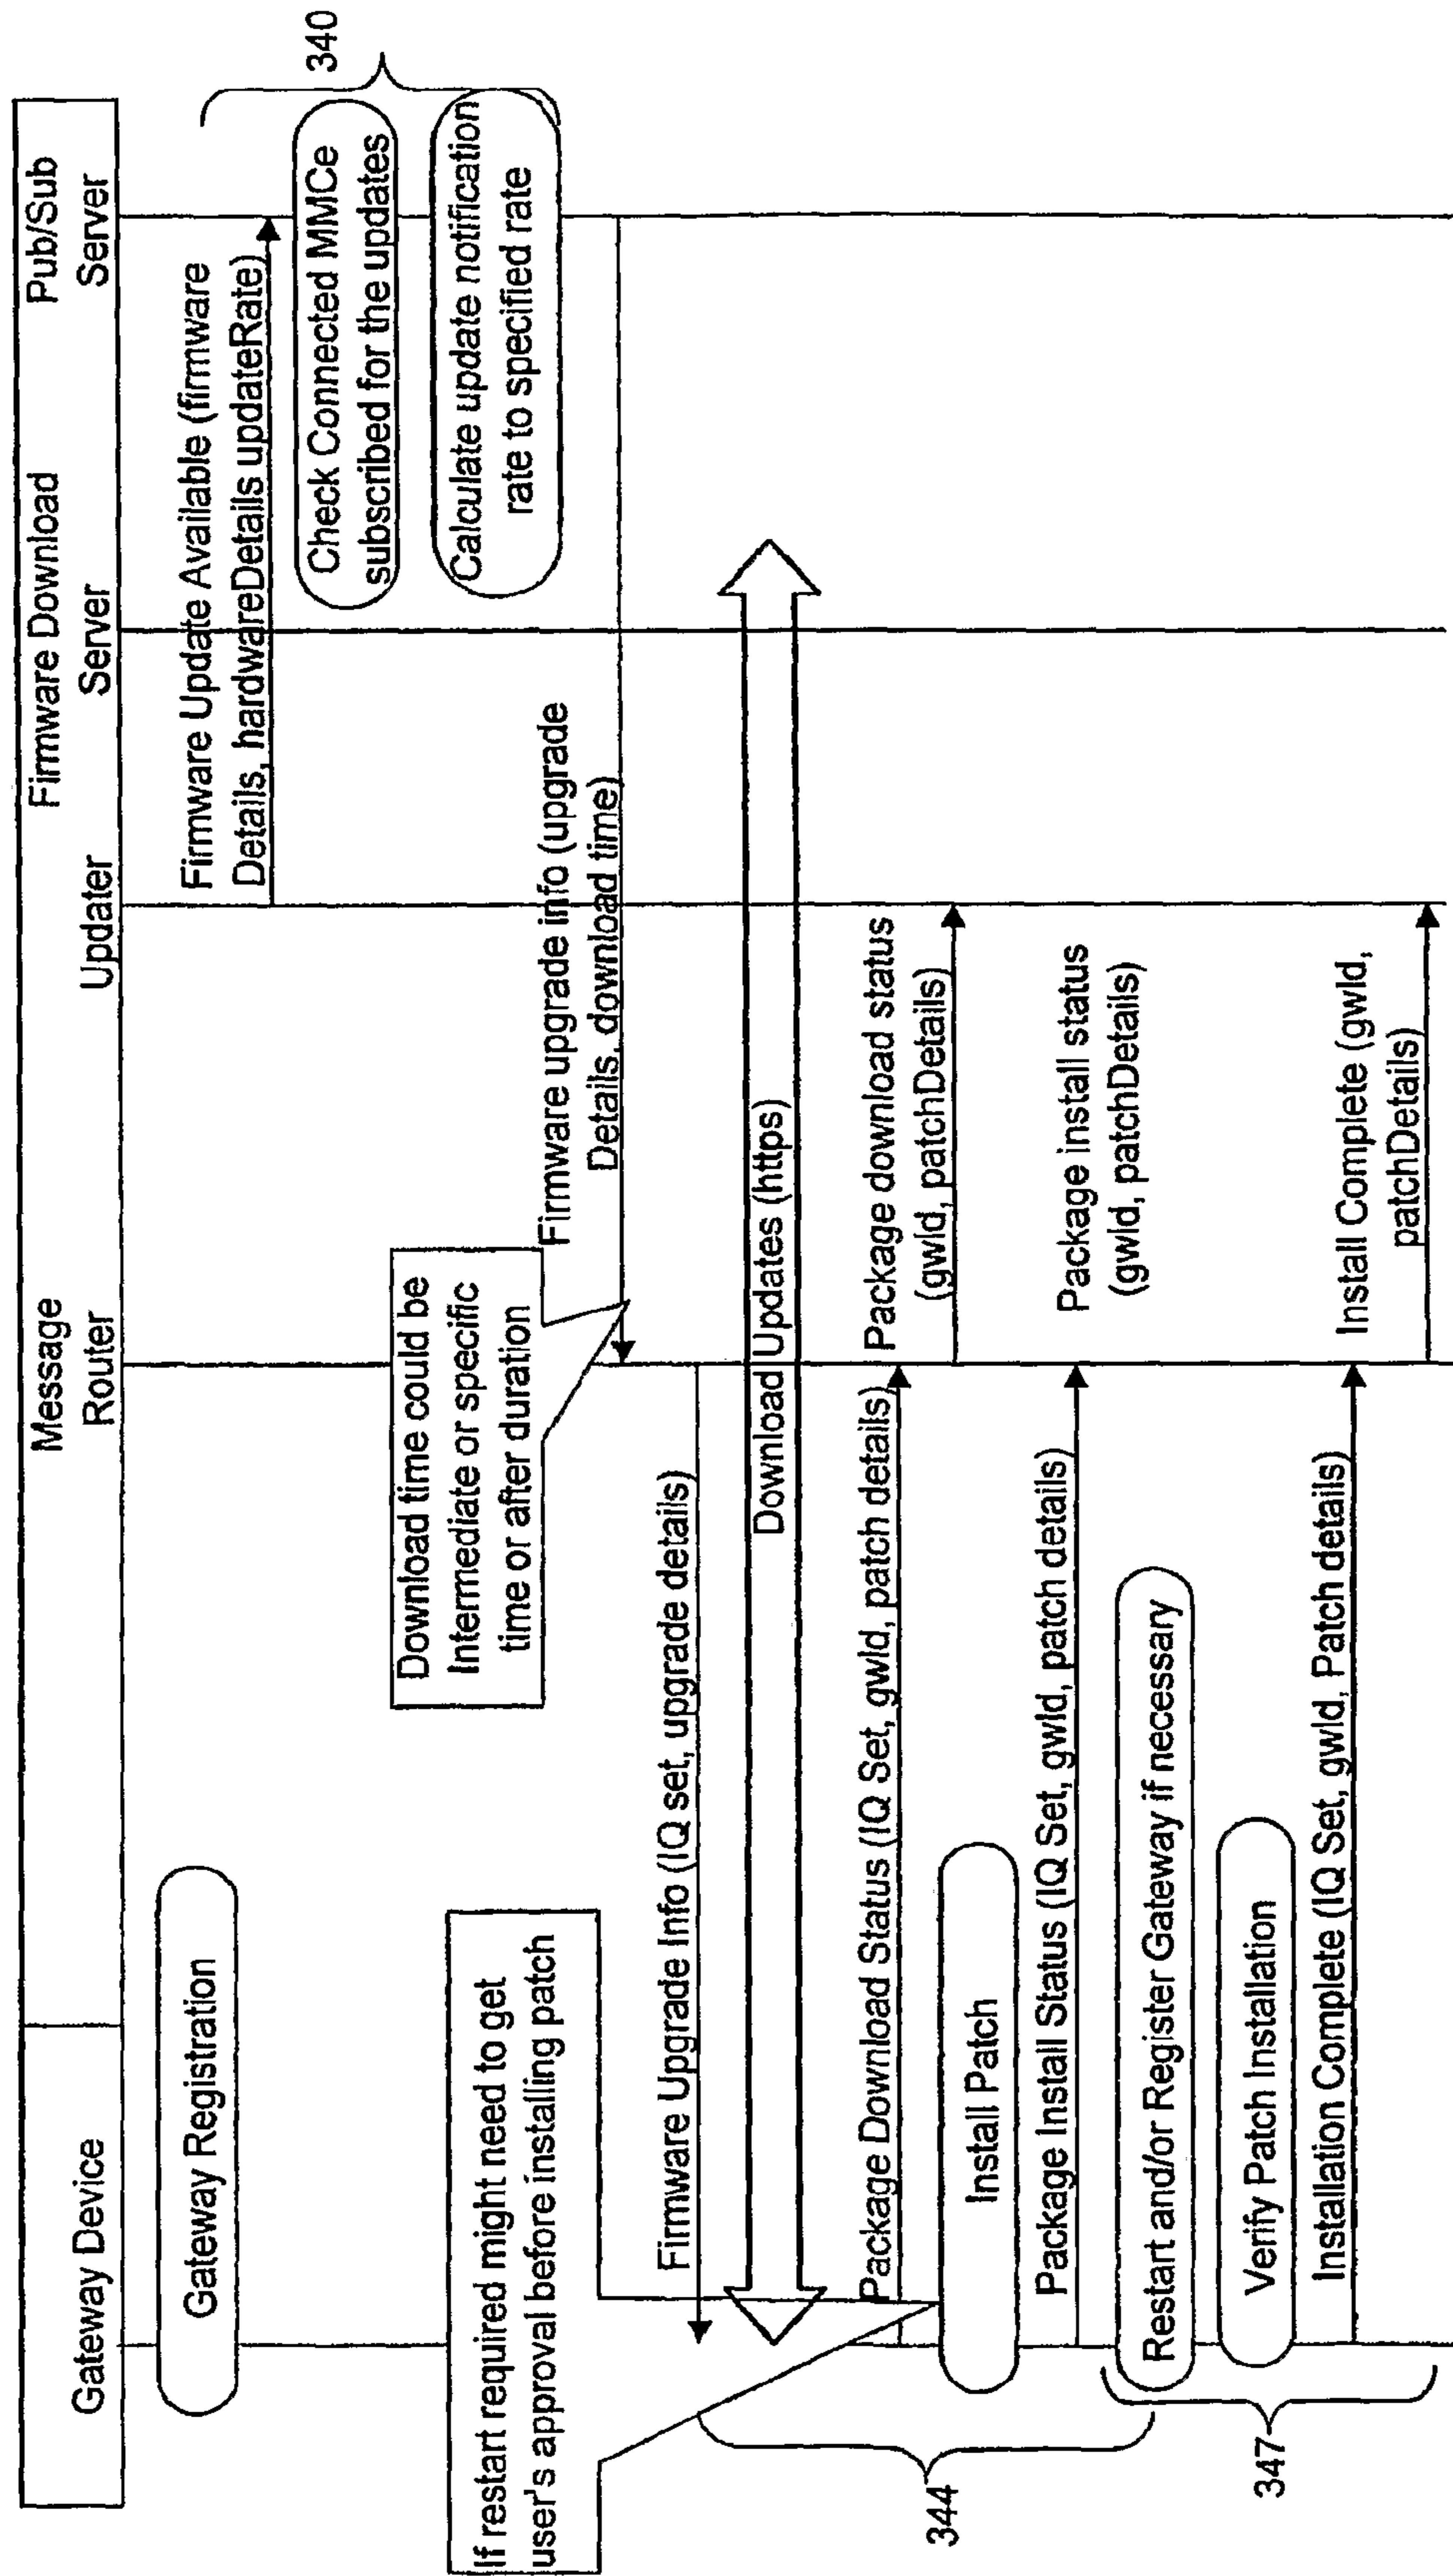 Gateway Device
Message
Router
Updater
Firmware Download
Server
Pub/Sub
Server
Gateway Registration
Firmware Update Available (firmware
Details, hardwareDetails updateRate)
340
Check Connected MMCe
subscribed for the updates
Calculate update notification
rate to specified rate
Download time could be
Intermediate or specific
time or after duration
If restart required might need to get
user's approval before installing patch
Firmware upgrade info (upgrade
Details, download time)
Firmware Upgrade Info (IQ set, upgrade details)
Download Updates (https)
Package Download Status (IQ Set, gwId, patch details)
Package download status
(gwId, patchDetails)
Install Patch
344
Package Install Status (IQ Set, gwId, patch details)
Package install status
(gwId, patchDetails)
Restart and/or Register Gateway if necessary
Verify Patch Installation
347
Installation Complete (IQ Set, gwId, Patch details)
Install Complete (gwId,
patchDetails)